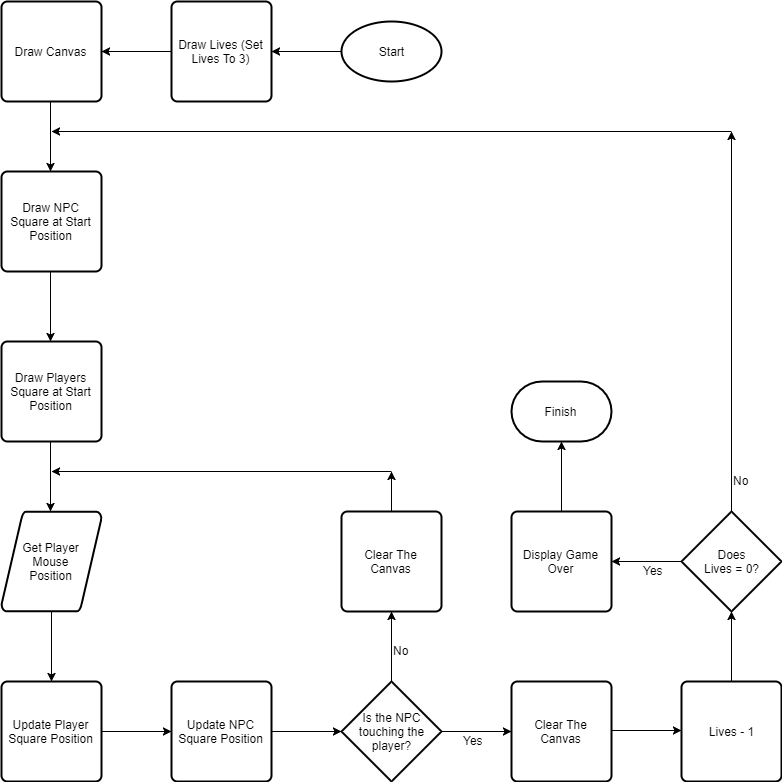 Start
Draw Lives (Set
Lives To 3)
Draw Canvas
Draw NPC
Square at Start
Position
Draw Players
Square at Start
Position
Get Player
Mouse
Position
Update Player
Square Position
Update NPC
Square Position
Is the NPC
touching the
player?
No
Clear The
Canvas
Yes
Clear The
Canvas
Lives - 1
Does
Lives = 0?
No
Yes
Display Game
Over
Finish